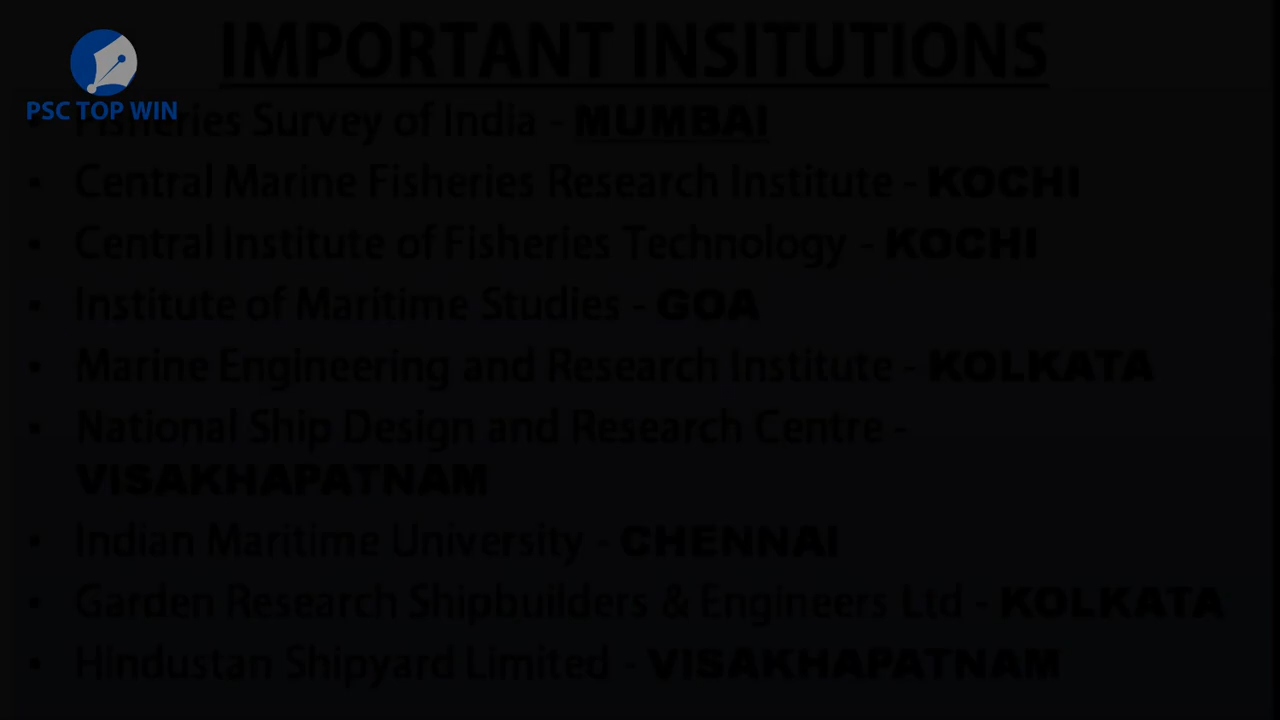 IMPORTANT INSITUTIONS
PSC TOP WIN
• Fisheries Survey of India - MUMBAI
• Central Marine Fisheries Research Institute - KOCHI
• Central Institute of Fisheries Technology - KOCHI
• Institute of Maritime Studies - GOA
• Marine Engineering and Research Institute - KOLKATA
• National Ship Design and Research Centre -
VISAKHAPATNAM
• Indian Maritime University - CHENNAI
• Garden Research Shipbuilders & Engineers Ltd - KOLKATA
• Hindustan Shipyard Limited - VISAKHAPATNAM